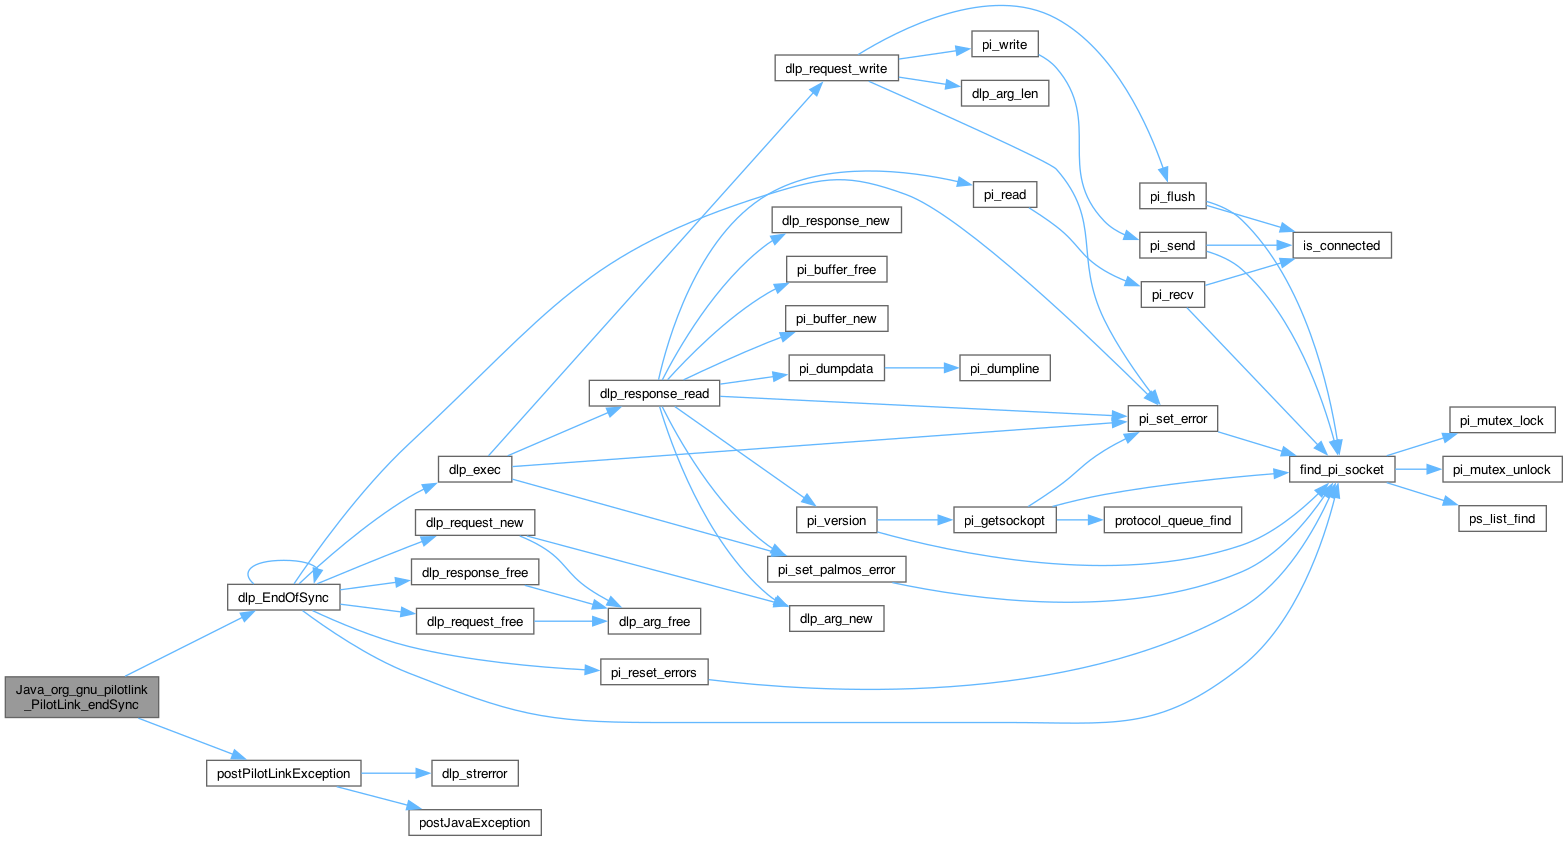 pi_write
dlp_request_write
dlp_arg_len
pi_read
pi_flush
dlp_response_new
pi_send
is_connected
pi_buffer_free
pi_recv
pi_buffer_new
pi_dumpdata
pi_dumpline
dlp_response_read
pi_set_error
pi_mutex_lock
dlp_exec
find_pi_socket
pi_mutex_unlock
dlp_request_new
pi_version
pi_getsockopt
protocol_queue_find
ps_list_find
dlp_response_free
pi_set_palmos_error
dlp_EndOfSync
dlp_request_free
dlp_arg_free
dlp_arg_new
pi_reset_errors
Java_org_gnu_pilotlink
_PilotLink_endSync
postPilotLinkException
dlp_strerror
postJavaException